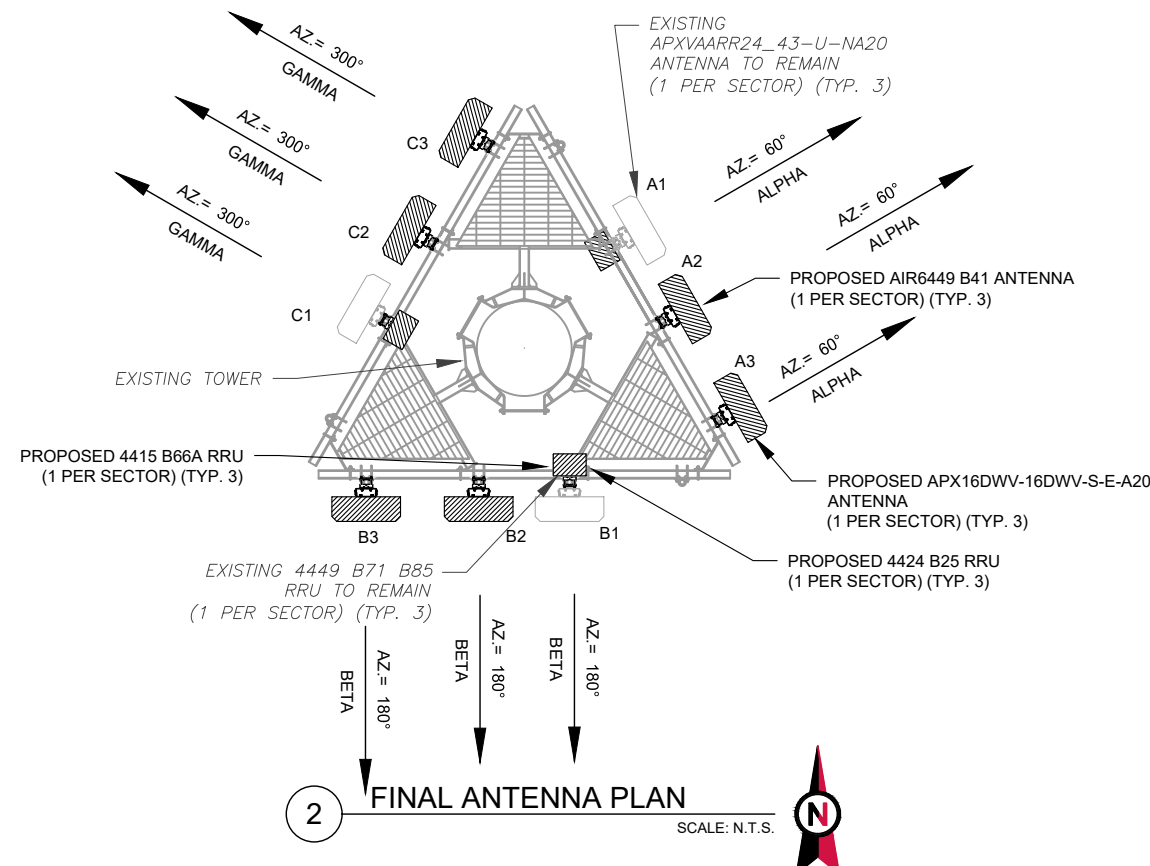 EXISTING
APXVAARR24_43-U-NA20
ANTENNA TO REMAIN
(1 PER SECTOR) (TYP. 3)
AZ.= 300°
GAMMA
AZ.= 300°
GAMMA
AZ.= 300°
GAMMA
C3
C2
C1
A1
AZ.= 60°
ALPHA
AZ.= 60°
ALPHA
A2
PROPOSED AIR6449 B41 ANTENNA
(1 PER SECTOR) (TYP. 3)
AZ.= 60°
ALPHA
A3
EXISTING TOWER
PROPOSED 4415 B66A RRU
(1 PER SECTOR) (TYP. 3)
PROPOSED APX16DWV-16DWV-S-E-A20
ANTENNA
(1 PER SECTOR) (TYP. 3)
B3
B2
B1
PROPOSED 4424 B25 RRU
(1 PER SECTOR) (TYP. 3)
EXISTING 4449 B71 B85
RRU TO REMAIN
(1 PER SECTOR) (TYP. 3)
AZ.= 180°
BETA
AZ.= 180°
BETA
AZ.= 180°
BETA
2
FINAL ANTENNA PLAN
SCALE: N.T.S.
N